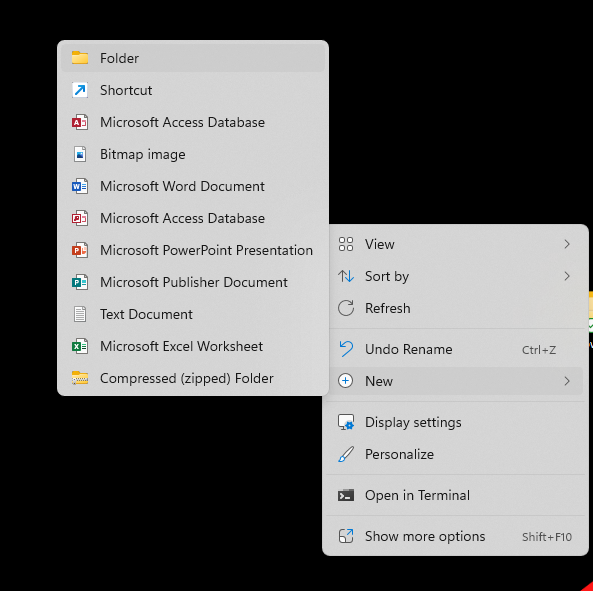 Folder
Shortcut
Microsoft Access Database
Bitmap image
Microsoft Word Document
Microsoft Access Database
Microsoft PowerPoint Presentation
Microsoft Publisher Document
Text Document
Microsoft Excel Worksheet
Compressed (zipped) Folder
View
Sort by
Refresh
Undo Rename Ctrl+Z
New
Display settings
Personalize
Open in Terminal
Show more options Shift+F10